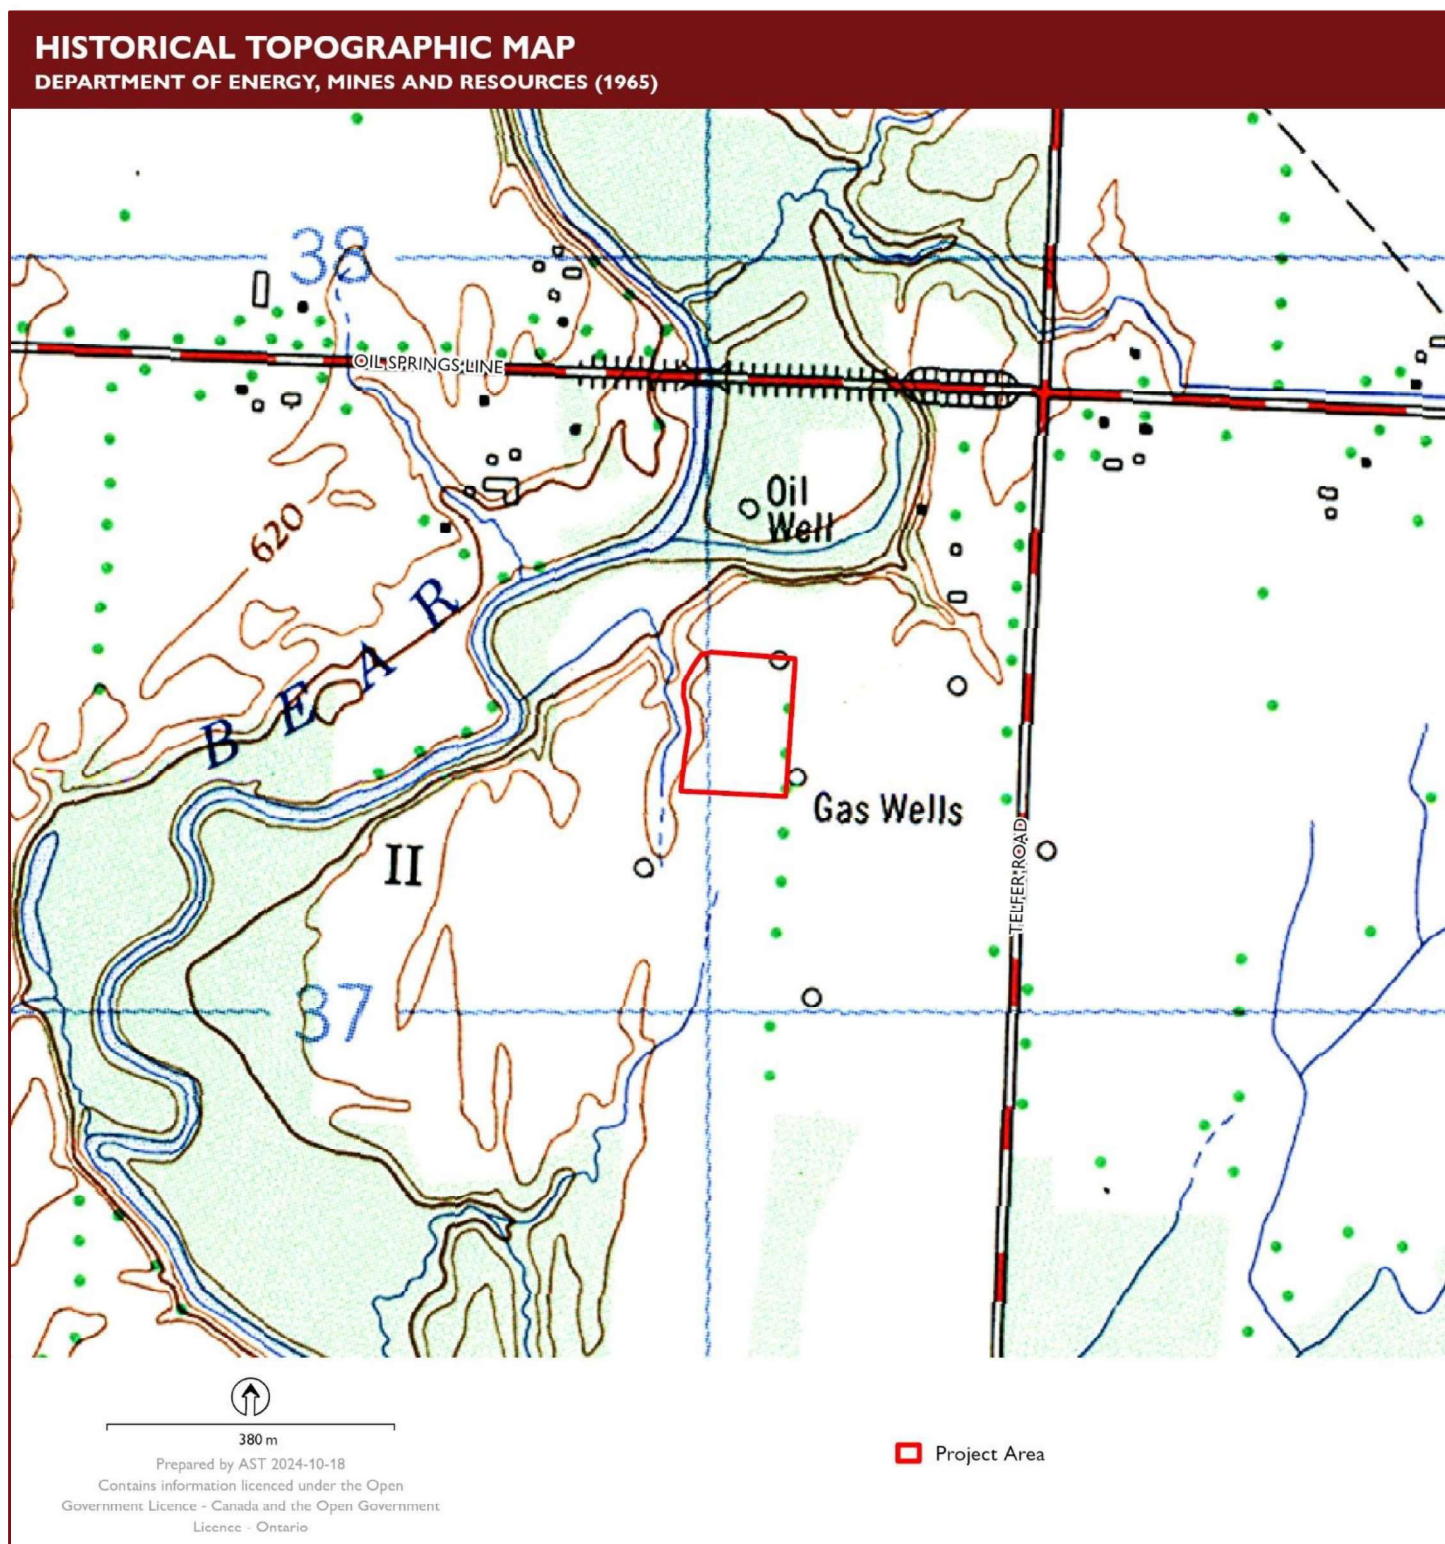 HISTORICAL TOPOGRAPHIC MAP
DEPARTMENT OF ENERGY, MINES AND RESOURCES (1965)
38
OIL SPRINGS LINE
Oil
Well
620
BEAR
Gas Wells
TELFER ROAD
II
37
380 m
Prepared by AST 2024-10-18
Contains information licenced under the Open
Government Licence - Canada and the Open Government
Licence - Ontario
Project Area